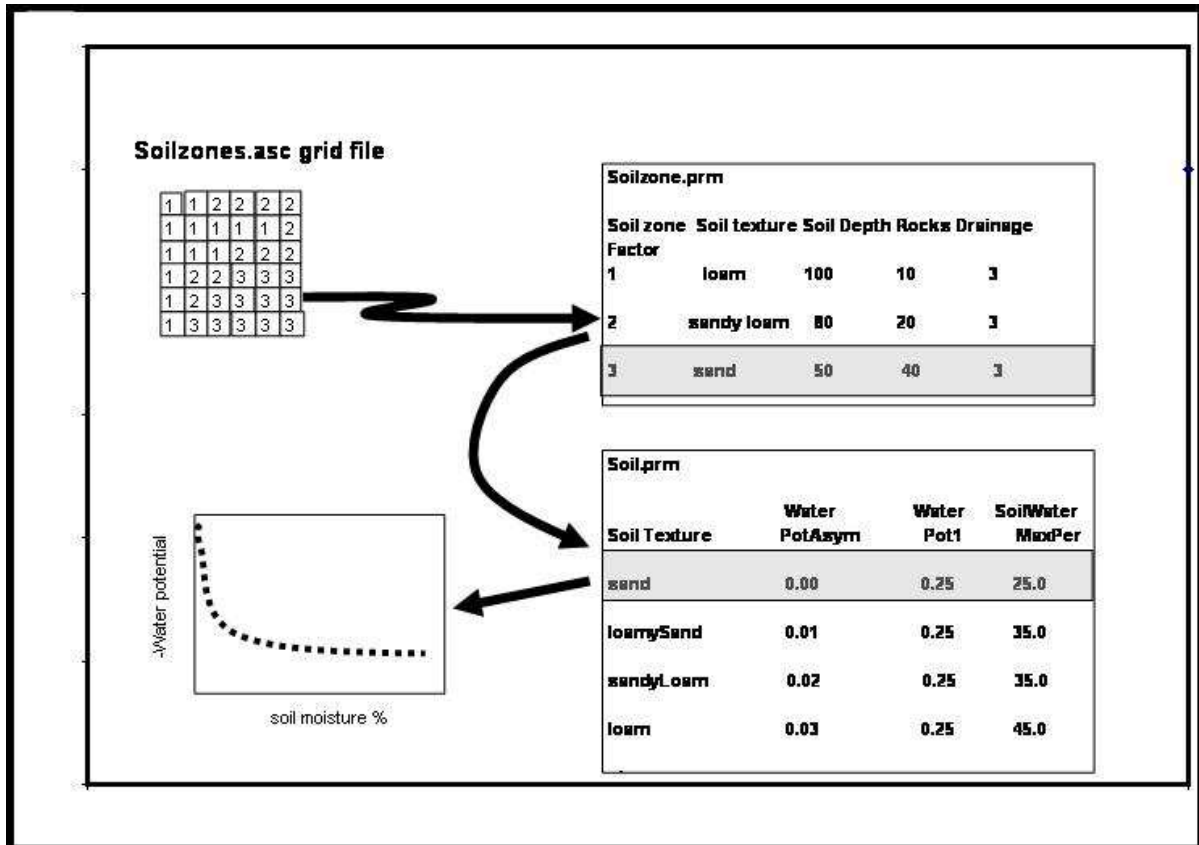 Soilzones.asc grid file
1 1 2 2 2 2
1 1 1 1 1 2
1 1 1 2 2 2
1 2 2 3 3 3
1 2 3 3 3 3
1 3 3 3 3 3
Soilzone.prm
Soil zone Soil texture Soil Depth Rocks Drainage
Factor
1 loam 100 10 3
2 sandy loam 80 20 3
3 sand 50 40 3
Soil.prm
Water Water SoilWater
Soil Texture PotAsym Pot1 MaxPer
sand 0.00 0.25 25.0
loamySand 0.01 0.25 35.0
sandyLoam 0.02 0.25 35.0
loam 0.03 0.25 45.0
-Water potential
soil moisture %